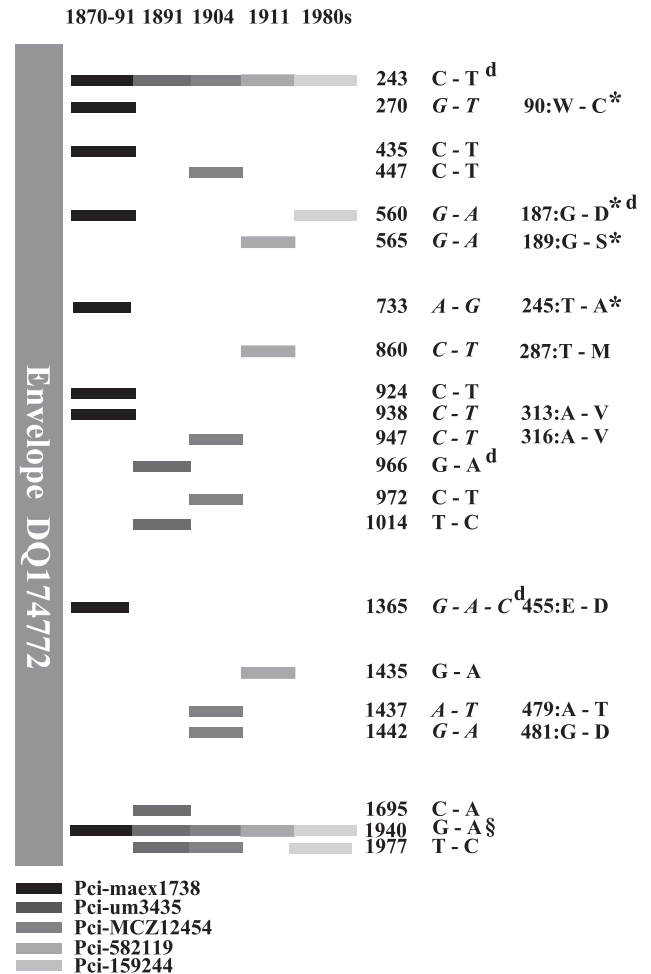 1870-91 1891 1904 1911 1980s
243 C - T d
270 G - T 90:W - C*
435 C - T
447 C - T
560 G - A 187:G - D* d
565 G - A 189:G - S*
733 A - G 245:T - A*
860 C - T 287:T - M
924 C - T
938 C - T 313:A - V
947 C - T 316:A - V
966 G - A d
972 C - T
1014 T - C
1365 G - A - C d 455:E - D
1435 G - A
1437 A - T 479:A - T
1442 G - A 481:G - D
1695 C - A
1940 G - A §
1977 T - C
Envelope DQ174772
Pci-maex1738
Pci-um3435
Pci-MCZ12454
Pci-582119
Pci-159244